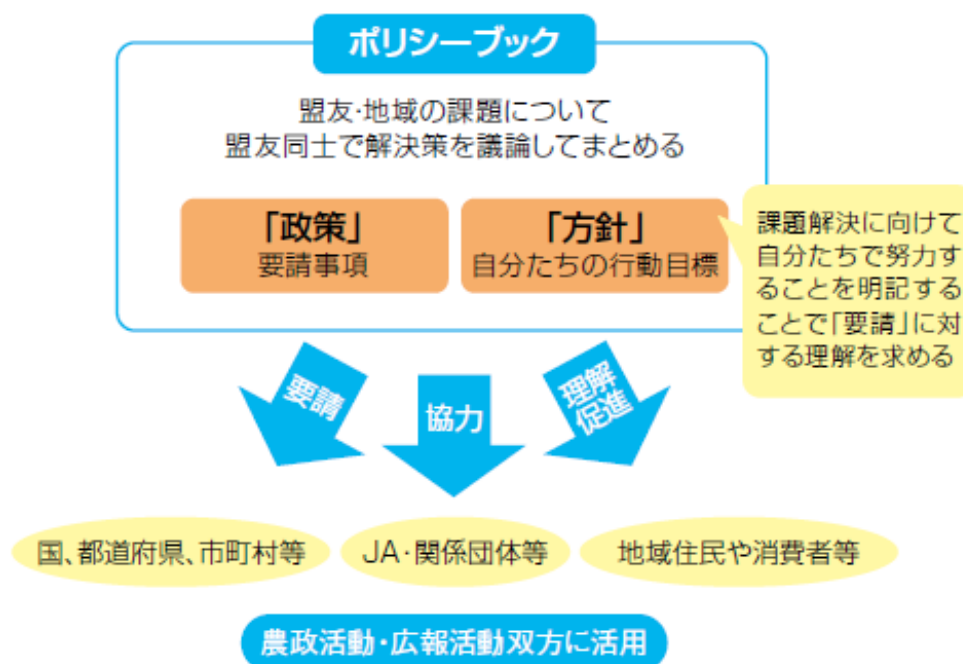 ポリシーブック
盟友・地域の課題について
盟友同士で解決策を議論してまとめる
「政策」
要請事項
「方針」
自分たちの行動目標
課題解決に向けて
自分たちで努力す
ることを明記する
ことで「要請」に対
する理解を求める
要請
協力
理解
促進
国、都道府県、市町村等
JA・関係団体等
地域住民や消費者等
農政活動・広報活動双方に活用